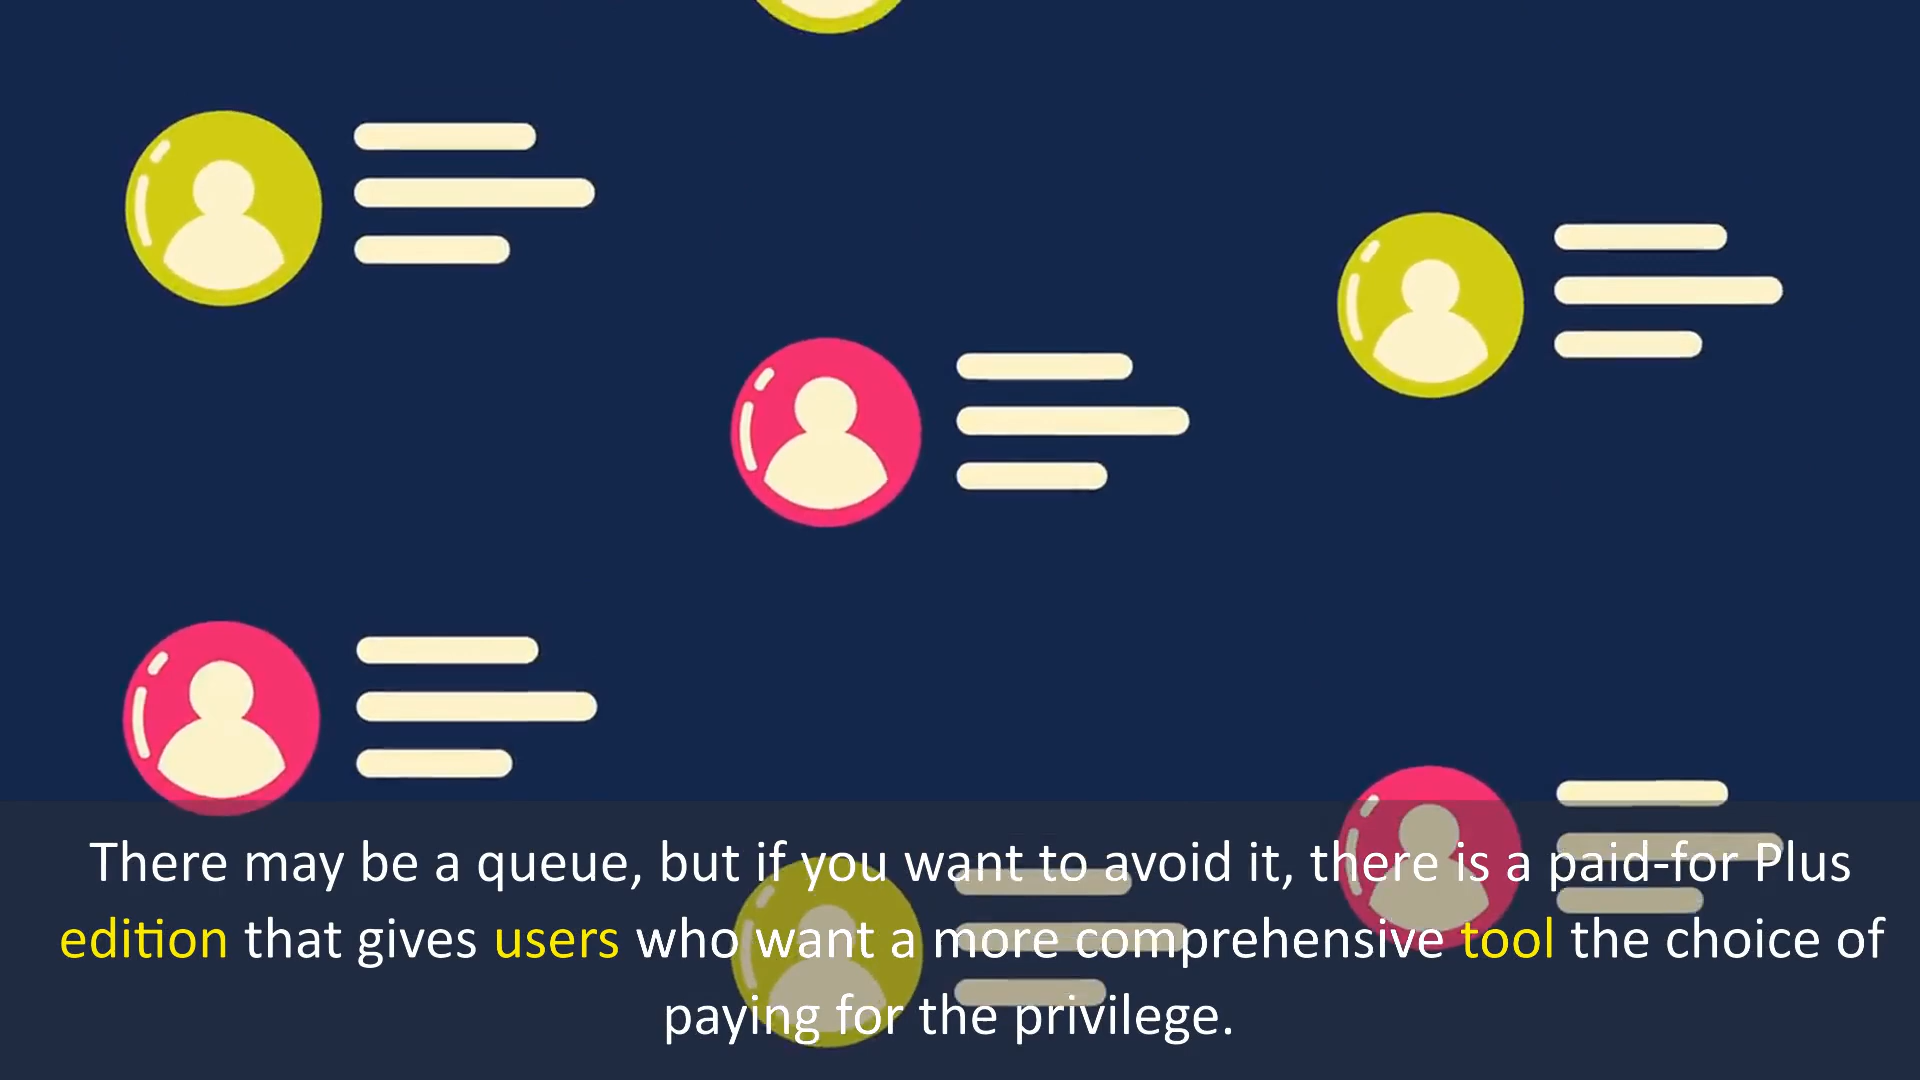 There may be a queue, but if you want to avoid it, there is a paid-for Plus
edition that gives users who want a more comprehensive tool the choice of
paying for the privilege.